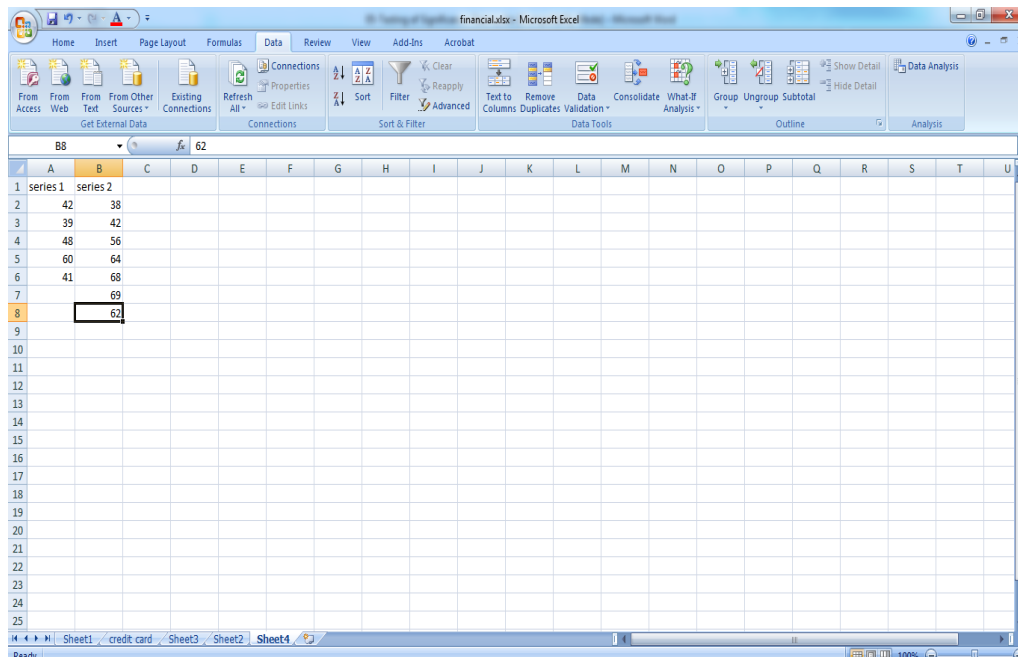 financial.xlsx - Microsoft Excel
Home Insert Page Layout Formulas Data Review View Add-Ins Acrobat
From Access From Web From Text From Other Sources Existing Connections Refresh All Connections Properties Edit Links Sort Filter Clear Reapply Advanced Text to Columns Remove Duplicates Data Validation Consolidate What-If Analysis Group Ungroup Subtotal Show Detail Hide Detail Data Analysis
Get External Data Connections Sort & Filter Data Tools Outline Analysis
B8 fx 62
A B C D E F G H I J K L M N O P Q R S T U
1 series 1 series 2
2 42 38
3 39 42
4 48 56
5 60 64
6 41 68
7 69
8 62
9
10
11
12
13
14
15
16
17
18
19
20
21
22
23
24
25
Sheet1 credit card Sheet3 Sheet2 Sheet4
Ready 100%